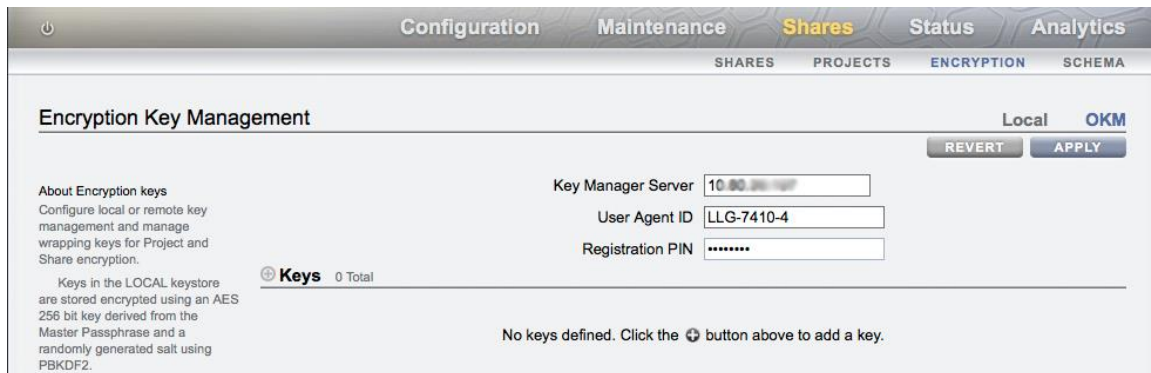 Configuration Maintenance Shares Status Analytics
SHARES PROJECTS ENCRYPTION SCHEMA
Encryption Key Management
Local OKM
REVERT APPLY
About Encryption keys
Configure local or remote key
management and manage
wrapping keys for Project and
Share encryption.
Keys in the LOCAL keystore
are stored encrypted using an AES
256 bit key derived from the
Master Passphrase and a
randomly generated salt using
PBKDF2.
Key Manager Server
User Agent ID LLG-7410-4
Registration PIN ••••••••
Keys 0 Total
No keys defined. Click the button above to add a key.